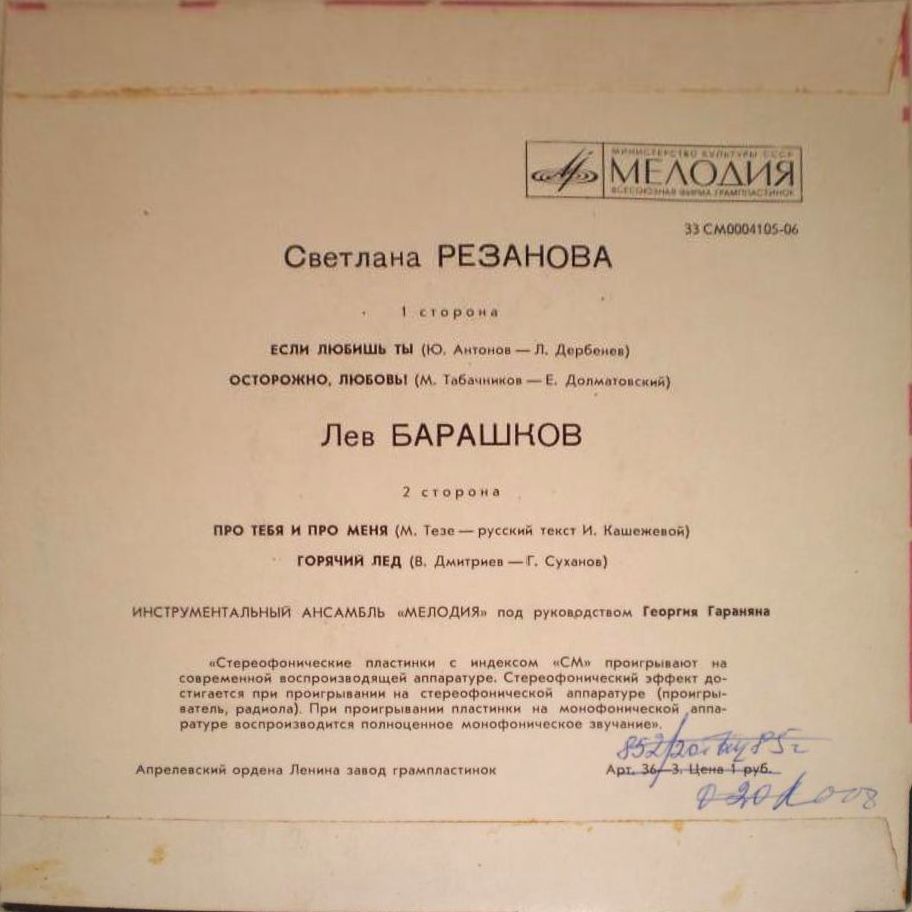 МИНИСТЕРСТВО КУЛЬТУРЫ СССР
МЕЛОДИЯ
ВСЕСОЮЗНАЯ ФИРМА ГРАМПЛАСТИНОК
33 СМ0004105-06
Светлана РЕЗАНОВА
1 сторона
ЕСЛИ ЛЮБИШЬ ТЫ (Ю. Антонов — Л. Дербенев)
ОСТОРОЖНО, ЛЮБОВЬ! (М. Табачников — Е. Долматовский)
Лев БАРАШКОВ
2 сторона
ПРО ТЕБЯ И ПРО МЕНЯ (М. Тезе — русский текст И. Кашежевой)
ГОРЯЧИЙ ЛЕД (В. Дмитриев — Г. Суханов)
ИНСТРУМЕНТАЛЬНЫЙ АНСАМБЛЬ «МЕЛОДИЯ» под руководством Георгия Гараняна
«Стереофонические пластинки с индексом «СМ» проигрывают на
современной воспроизводящей аппаратуре. Стереофонический эффект до-
стигается при проигрывании на стереофонической аппаратуре (проигры-
ватель, радиола). При проигрывании пластинки на монофонической аппа-
ратуре воспроизводится полноценное монофоническое звучание».
Апрелевский ордена Ленина завод грампластинок
Арт. 36—3. Цена 1 руб.